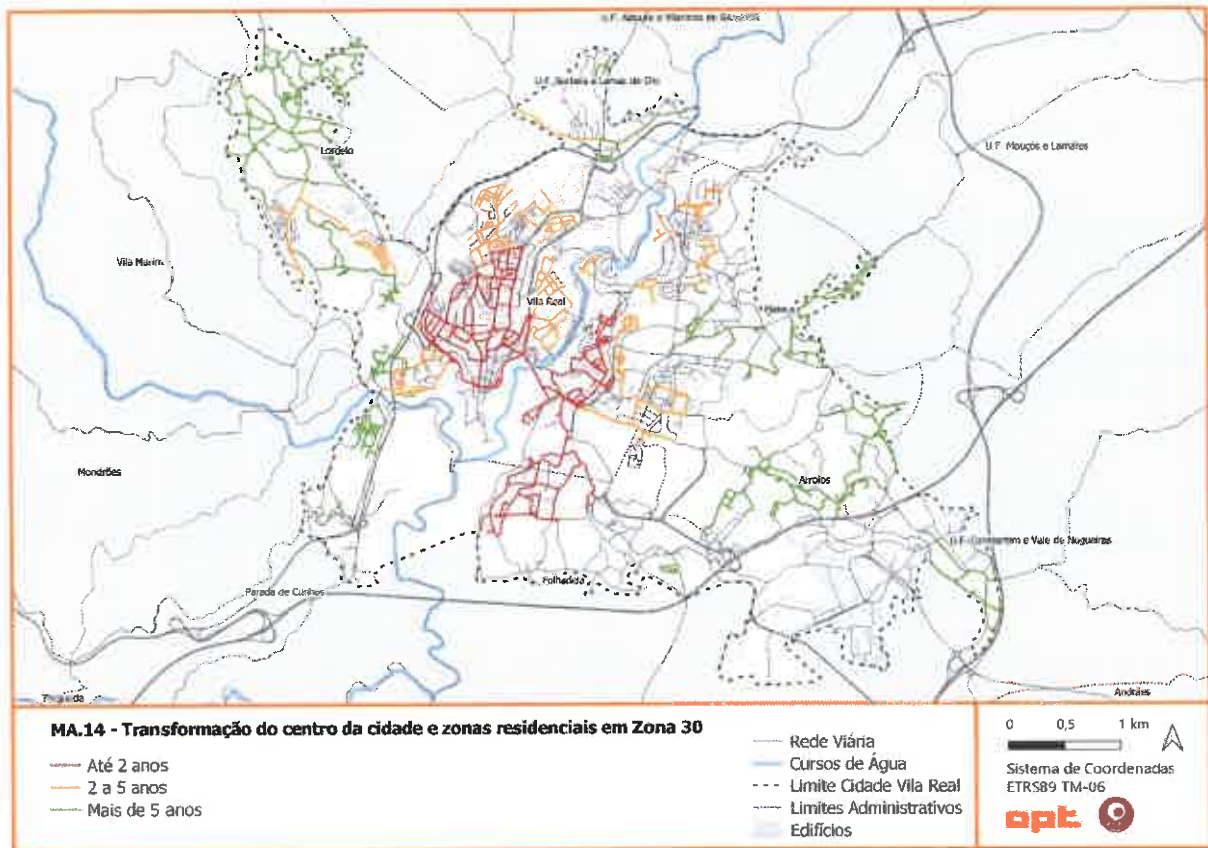 Lordelo
U.F. Mouçós e Lamares
Vila Marim
Vila Real
Mateus
Mondrões
Arroios
Folhadela
Parada de Cunhos
Andrães
MA.14 - Transformação do centro da cidade e zonas residenciais em Zona 30
Até 2 anos
2 a 5 anos
Mais de 5 anos
Rede Viária
Cursos de Água
Limite Cidade Vila Real
Limites Administrativos
Edifícios
0 0,5 1 km
Sistema de Coordenadas
ETRS89 TM-06
opt